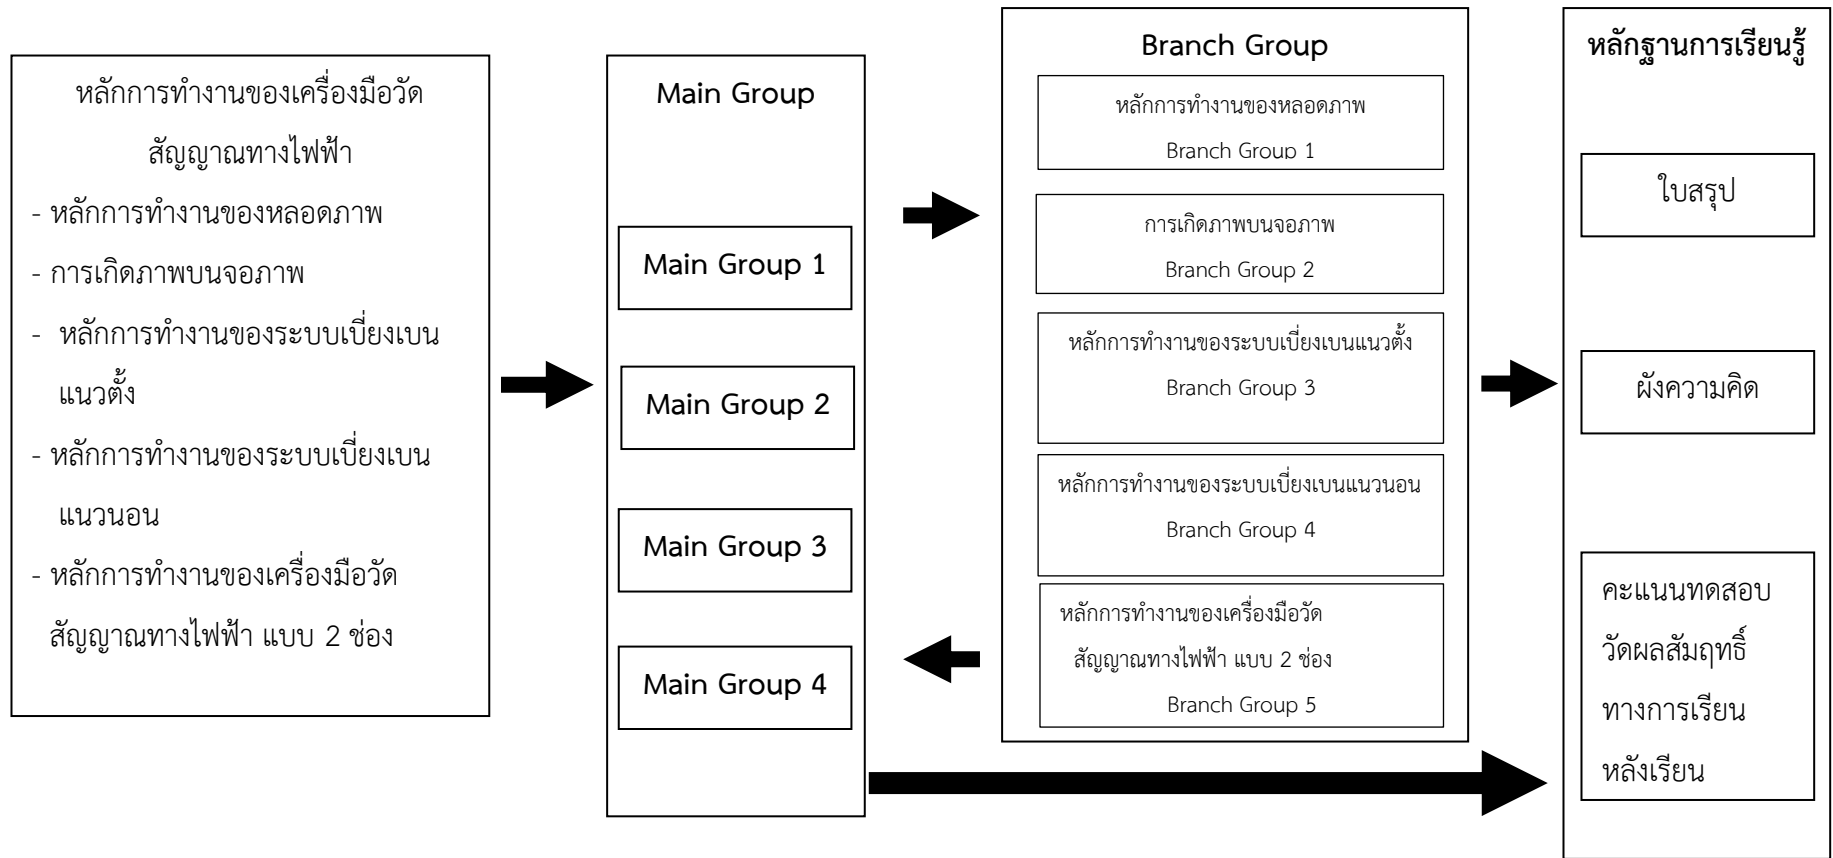 หลักการทำงานของเครื่องมือวัด
สัญญาณทางไฟฟ้า
- หลักการทำงานของหลอดภาพ
- การเกิดภาพบนจอภาพ
- หลักการทำงานของระบบเบี่ยงเบน
แนวตั้ง
- หลักการทำงานของระบบเบี่ยงเบน
แนวนอน
- หลักการทำงานของเครื่องมือวัด
สัญญาณทางไฟฟ้า แบบ 2 ช่อง
Main Group
Main Group 1
Main Group 2
Main Group 3
Main Group 4
Branch Group
หลักการทำงานของหลอดภาพ
Branch Group 1
การเกิดภาพบนจอภาพ
Branch Group 2
หลักการทำงานของระบบเบี่ยงเบนแนวตั้ง
Branch Group 3
หลักการทำงานของระบบเบี่ยงเบนแนวนอน
Branch Group 4
หลักการทำงานของเครื่องมือวัด
สัญญาณทางไฟฟ้า แบบ 2 ช่อง
Branch Group 5
หลักฐานการเรียนรู้
ใบสรุป
ผังความคิด
คะแนนทดสอบ
วัดผลสัมฤทธิ์
ทางการเรียน
หลังเรียน